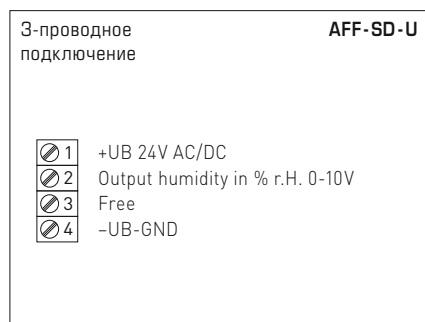 3-проводное AFF-SD-U
подключение
1 +UB 24V AC/DC
2 Output humidity in % r.H. 0-10V
3 Free
4 –UB-GND